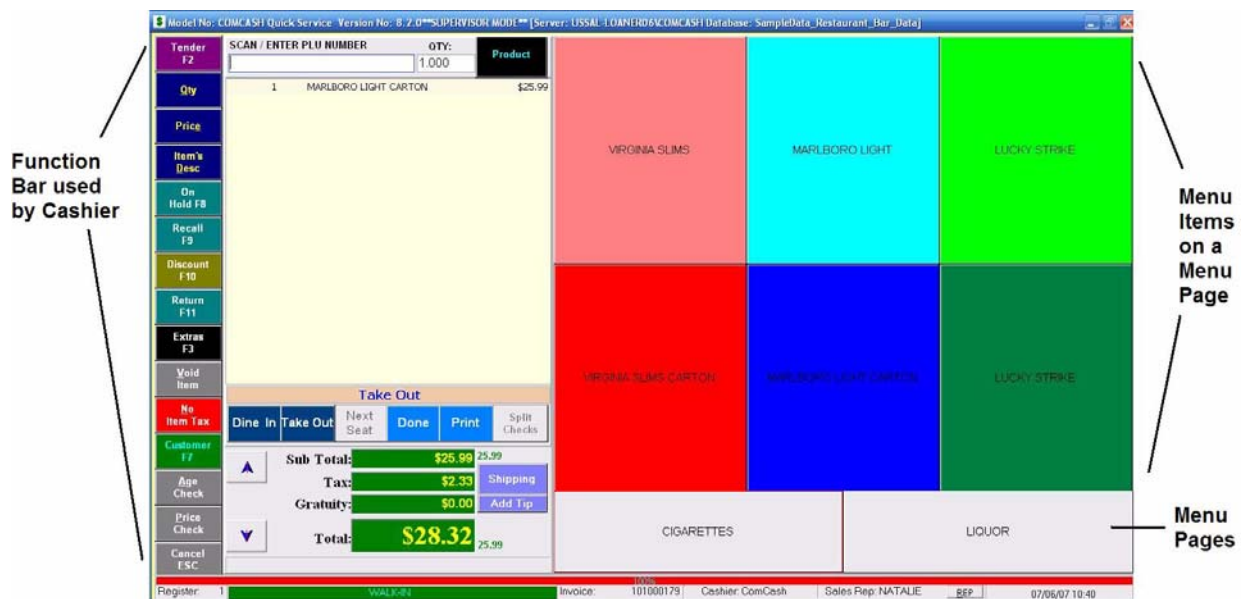 Model No: COMCASH Quick Service Version No: 8.2.0**SUPERVISOR MODE** [Server: USSAL-LOANER06\COMCASH Database: SampleData_Restaurant_Bar_Data]
Function
Bar used
by Cashier
Tender
F2
Qty
Price
Item's
Desc
On
Hold F8
Recall
F9
Discount
F10
Return
F11
Extras
F3
Void
Item
No
Item Tax
Customer
F7
Age
Check
Price
Check
Cancel
ESC
SCAN / ENTER PLU NUMBER QTY:
1.000
Product
1 MARLBORO LIGHT CARTON $25.99
Take Out
Dine In Take Out Next Seat Done Print Split Checks
Sub Total: $25.99 25.99
Tax: $2.33 Shipping
Gratuity: $0.00 Add Tip
Total: $28.32 25.99
VIRGINIA SLIMS MARLBORO LIGHT LUCKY STRIKE
VIRGINIA SLIMS CARTON MARLBORO LIGHT CARTON LUCKY STRIKE
CIGARETTES LIQUOR
Menu
Items
on a
Menu
Page
Menu
Pages
100%
Register: 1 WALK-IN Invoice: 101000179 Cashier: ComCash Sales Rep: NATALIE REP 07/06/07 10:40